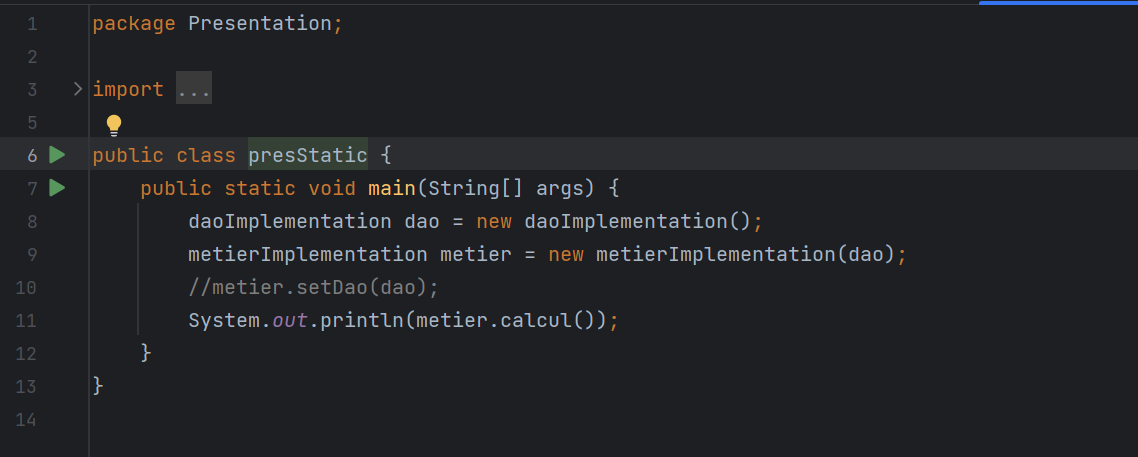 1 package Presentation;
2
3 import ...
5
6 public class presStatic {
7 public static void main(String[] args) {
8 daoImplementation dao = new daoImplementation();
9 metierImplementation metier = new metierImplementation(dao);
10 //metier.setDao(dao);
11 System.out.println(metier.calcul());
12 }
13 }
14